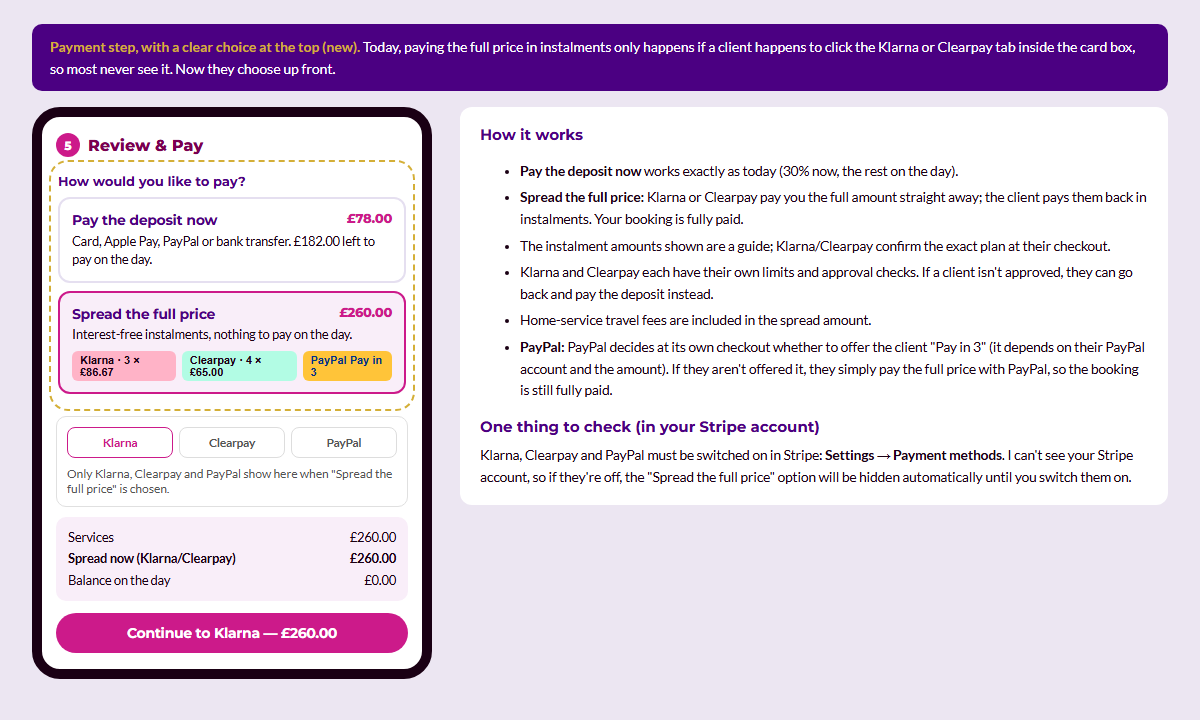 Payment step, with a clear choice at the top (new). Today, paying the full price in instalments only happens if a client happens to click the Klarna or Clearpay tab inside the card box,
so most never see it. Now they choose up front.
5 Review & Pay
How would you like to pay?
Pay the deposit now £78.00
Card, Apple Pay, PayPal or bank transfer. £182.00 left to
pay on the day.
Spread the full price £260.00
Interest-free instalments, nothing to pay on the day.
Klarna · 3 × Clearpay · 4 × PayPal Pay in
£86.67 £65.00 3
Klarna Clearpay PayPal
Only Klarna, Clearpay and PayPal show here when "Spread the
full price" is chosen.
Services £260.00
Spread now (Klarna/Clearpay) £260.00
Balance on the day £0.00
Continue to Klarna — £260.00
How it works
• Pay the deposit now works exactly as today (30% now, the rest on the day).
• Spread the full price: Klarna or Clearpay pay you the full amount straight away; the client pays them back in
instalments. Your booking is fully paid.
• The instalment amounts shown are a guide; Klarna/Clearpay confirm the exact plan at their checkout.
• Klarna and Clearpay each have their own limits and approval checks. If a client isn't approved, they can go
back and pay the deposit instead.
• Home-service travel fees are included in the spread amount.
• PayPal: PayPal decides at its own checkout whether to offer the client "Pay in 3" (it depends on their PayPal
account and the amount). If they aren't offered it, they simply pay the full price with PayPal, so the booking
is still fully paid.
One thing to check (in your Stripe account)
Klarna, Clearpay and PayPal must be switched on in Stripe: Settings → Payment methods. I can't see your Stripe
account, so if they're off, the "Spread the full price" option will be hidden automatically until you switch them on.